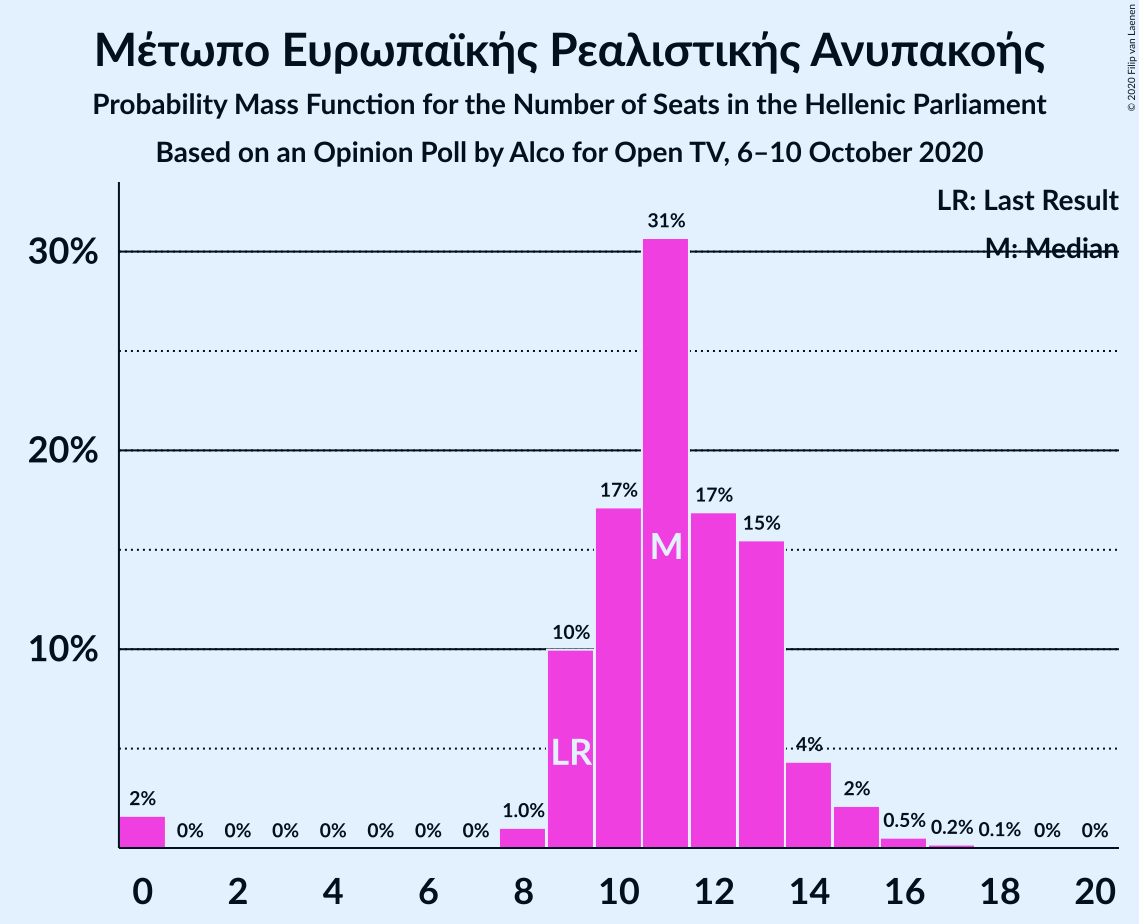 Μέτωπο Ευρωπαϊκής Ρεαλιστικής Ανυπακοής
Probability Mass Function for the Number of Seats in the Hellenic Parliament
Based on an Opinion Poll by Alco for Open TV, 6–10 October 2020
© 2020 Filip van Laenen
LR: Last Result
M: Median
30%
20%
10%
2%
0%
0%
0%
0%
0%
0%
0%
1.0%
10%
17%
31%
17%
15%
4%
2%
0.5%
0.2%
0.1%
0%
0%
LR
M
0 2 4 6 8 10 12 14 16 18 20